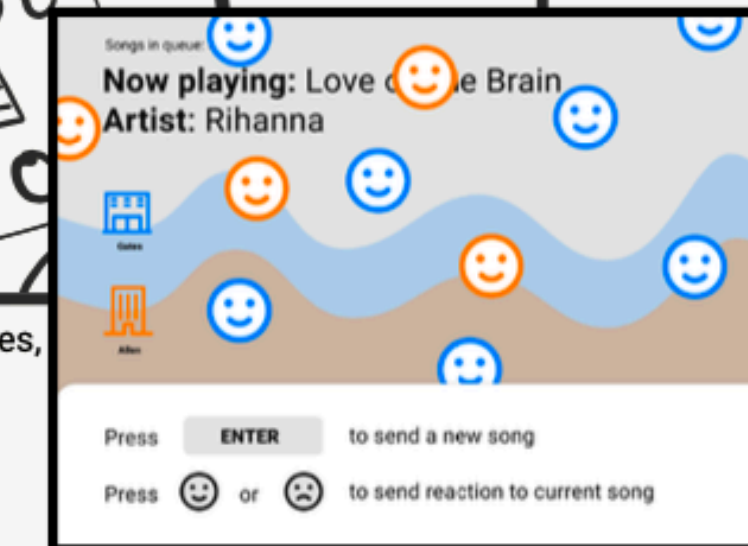 Songs in queue:
Now playing: Love o e Brain
Artist: Rihanna
Gates
Allen
es,
Press ENTER to send a new song
Press or to send reaction to current song